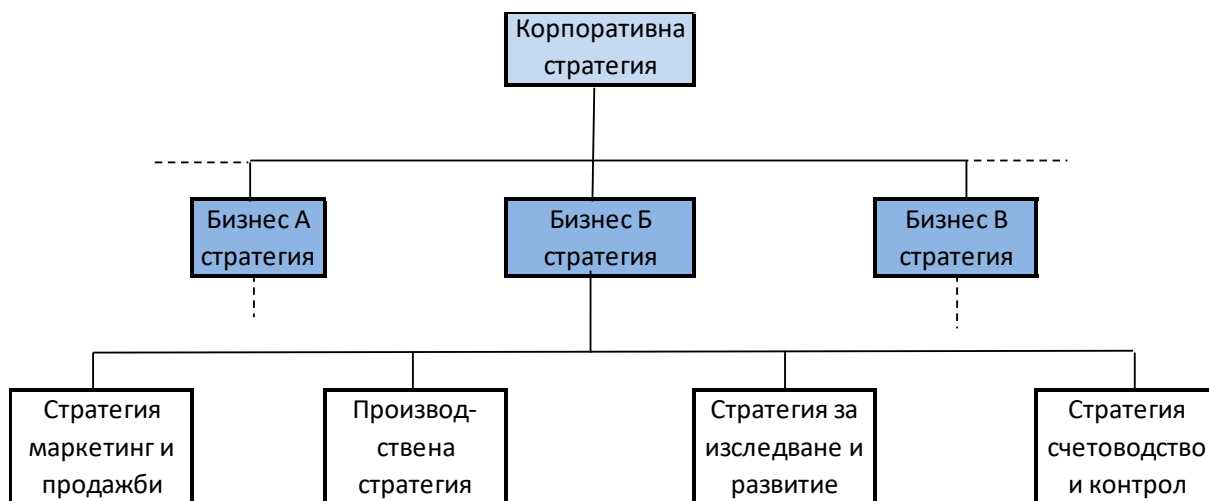 Корпоративна
стратегия
Бизнес А
стратегия
Бизнес Б
стратегия
Бизнес В
стратегия
Стратегия
маркетинг и
продажби
Производ-
ствена
стратегия
Стратегия за
изследване и
развитие
Стратегия
счетоводство
и контрол